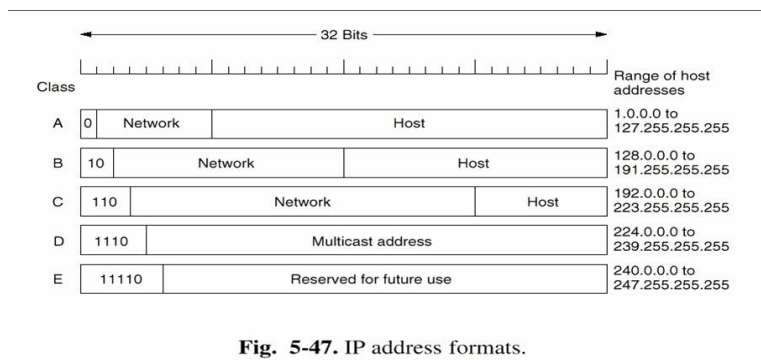 32 Bits
Range of host
addresses
Class
A 0 Network Host 1.0.0.0 to
127.255.255.255
B 10 Network Host 128.0.0.0 to
191.255.255.255
C 110 Network Host 192.0.0.0 to
223.255.255.255
D 1110 Multicast address 224.0.0.0 to
239.255.255.255
E 11110 Reserved for future use 240.0.0.0 to
247.255.255.255
Fig. 5-47. IP address formats.